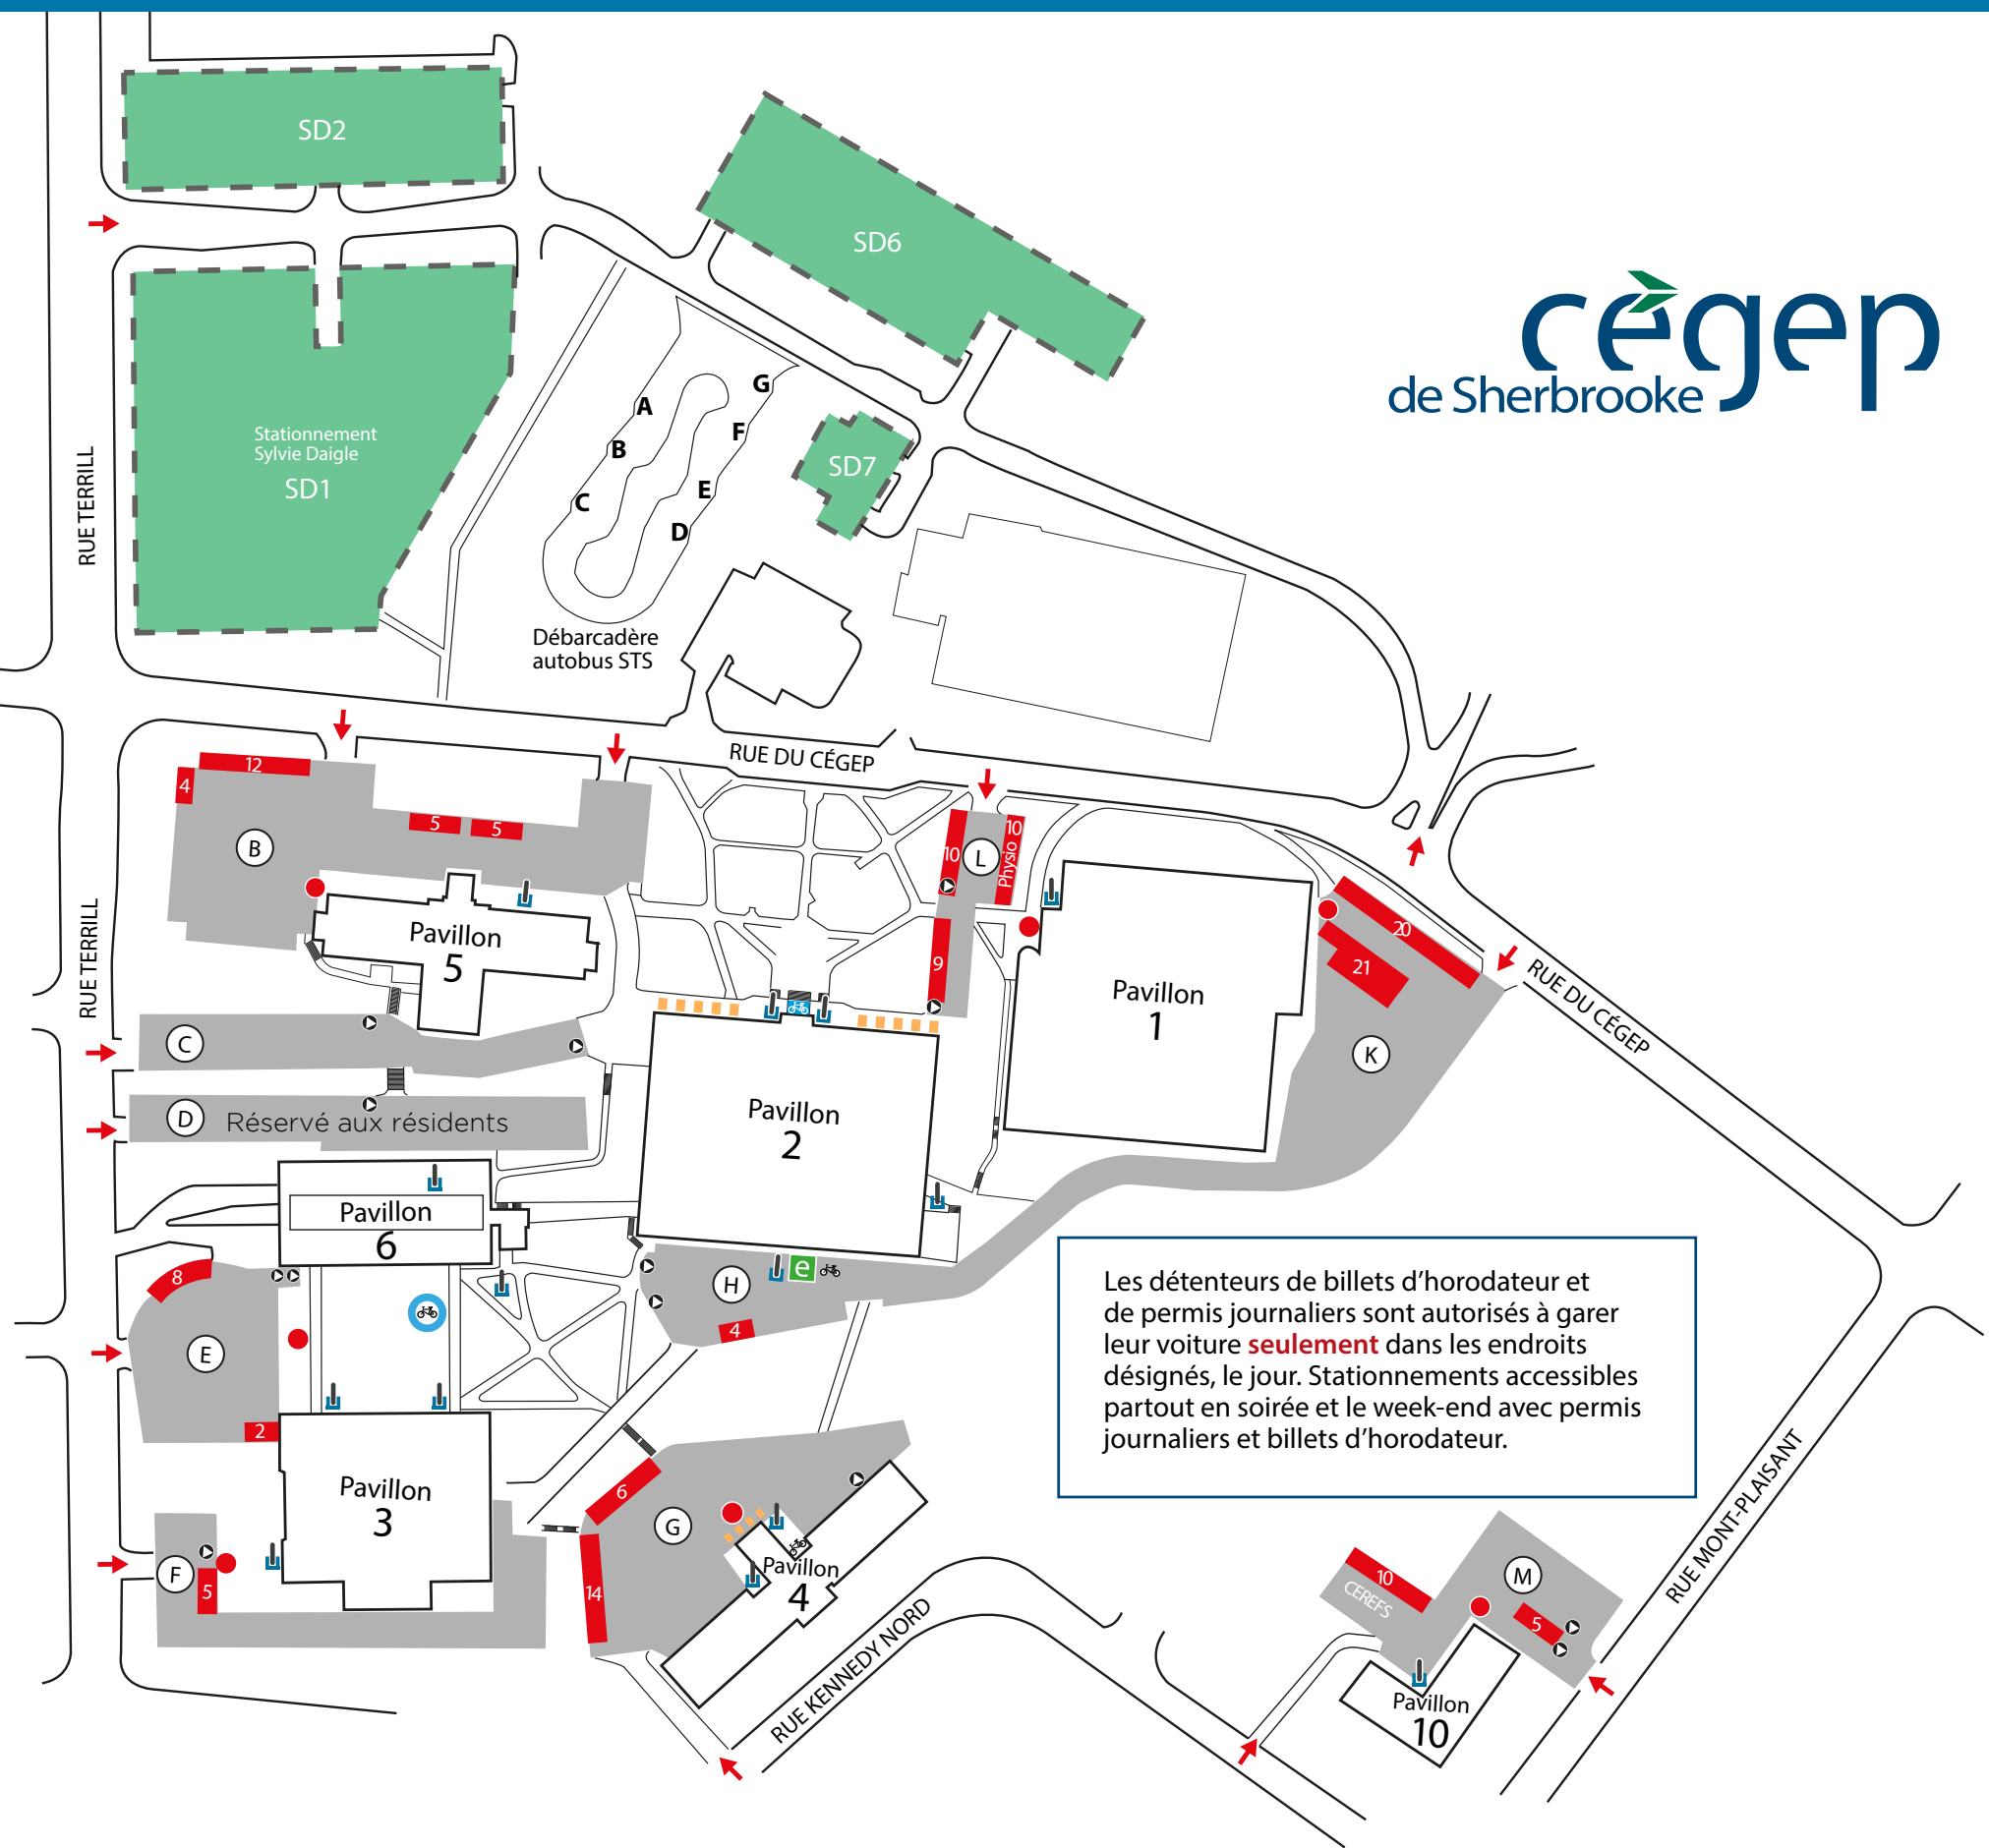 SD2
SD6
cégep
de Sherbrooke
Stationnement
Sylvie Daigle
SD1
RUE TERRILL
A
B
C
G
F
E
D
SD7
Débarcadère
autobus STS
RUE DU CÉGEP
12
4
5
5
B
10
L
10
Physio
9
20
21
K
RUE DU CÉGEP
RUE TERRILL
Pavillon
5
Pavillon
1
C
D
Réservé aux résidents
Pavillon
2
Pavillon
6
8
E
2
H
e
4
Les détenteurs de billets d’horodateur et
de permis journaliers sont autorisés à garer
leur voiture seulement dans les endroits
désignés, le jour. Stationnements accessibles
partout en soirée et le week-end avec permis
journaliers et billets d’horodateur.
Pavillon
3
F
5
6
G
14
Pavillon
4
RUE KENNEDY NORD
10
CEREFS
M
5
Pavillon
10
RUE MONT-PLAISANT